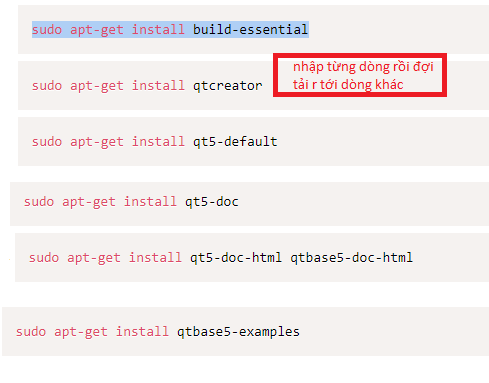 sudo apt-get install build-essential
nhập từng dòng rồi đợi
tải r tới dòng khác
sudo apt-get install qtcreator
sudo apt-get install qt5-default
sudo apt-get install qt5-doc
sudo apt-get install qt5-doc-html qtbase5-doc-html
sudo apt-get install qtbase5-examples